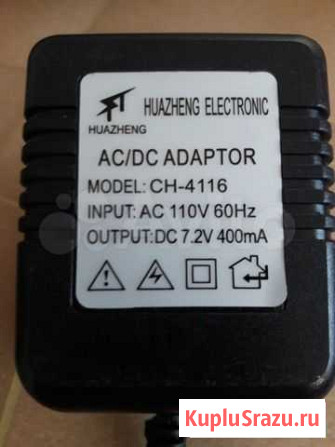 HUAZHENG ELECTRONIC
HUAZHENG
AC/DC ADAPTOR
MODEL: CH-4116
INPUT: AC 110V 60Hz
OUTPUT:DC 7.2V 400mA
KupluSrazu.ru